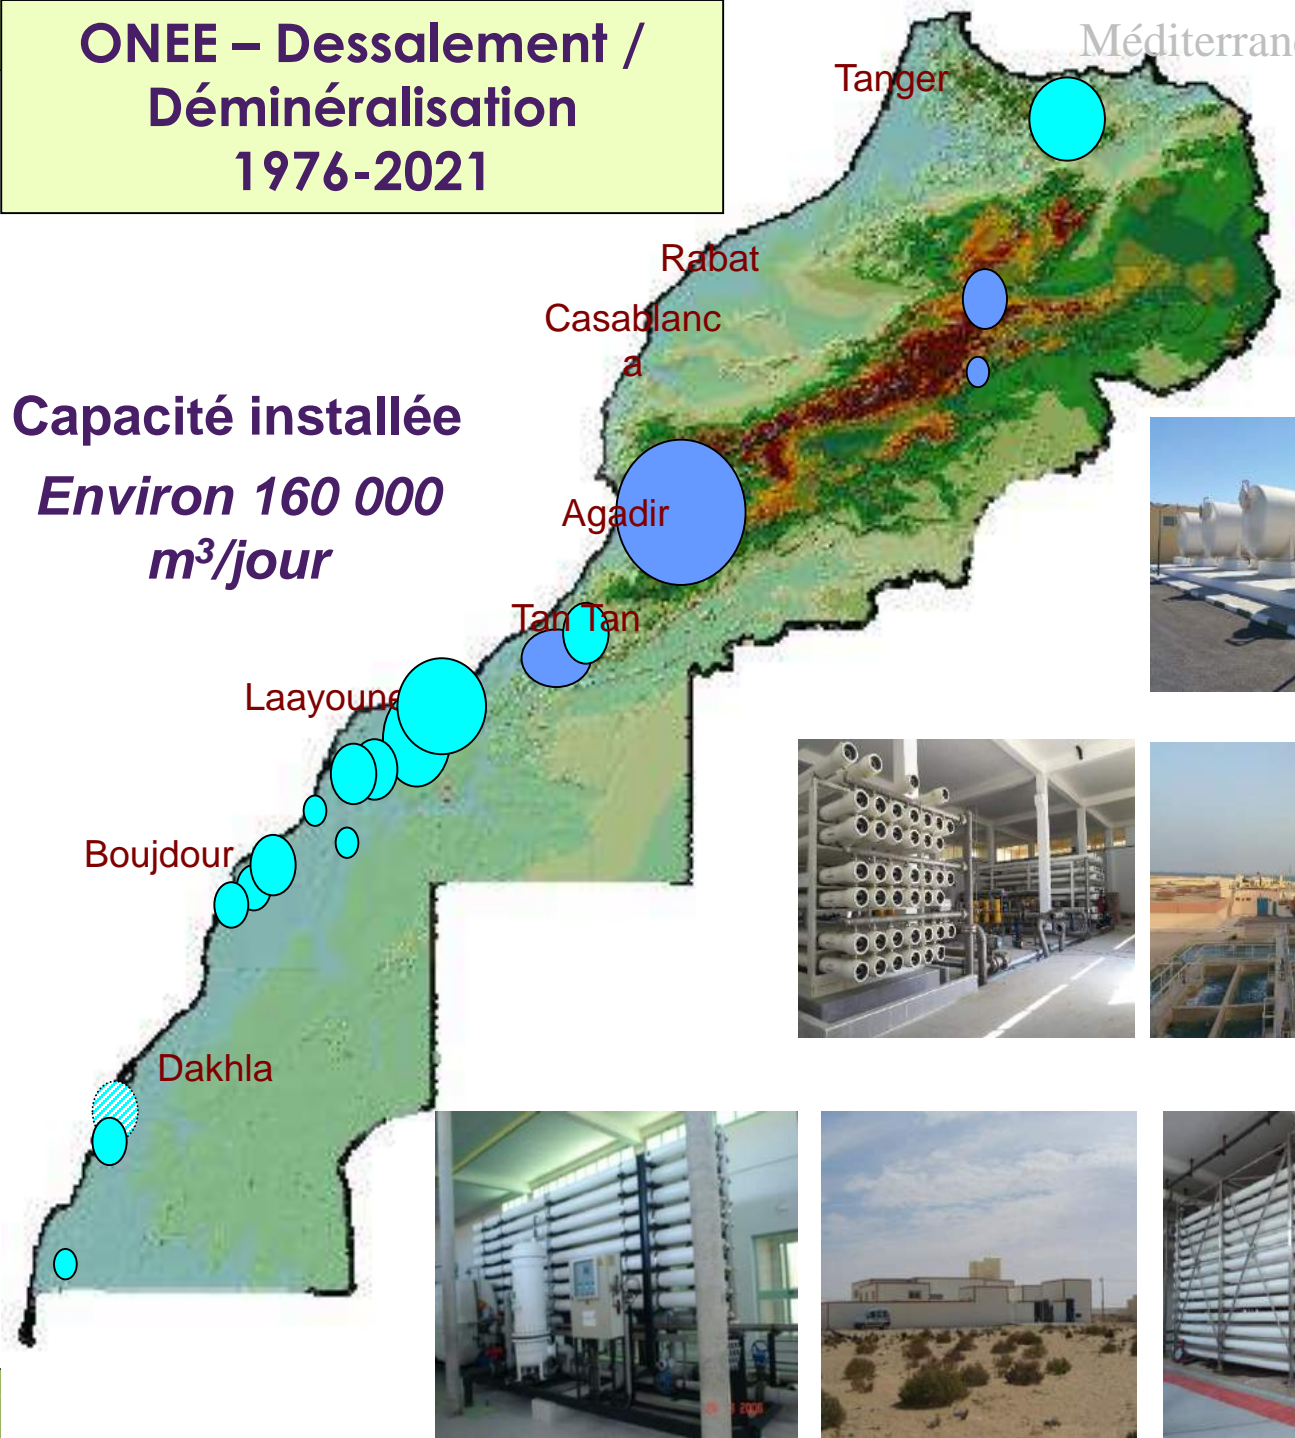 ONEE – Dessalement /
Déminéralisation
1976-2021
Méditerran
Tanger
Rabat
Casablanc
a
Capacité installée
Environ 160 000
m³/jour
Agadir
Tan Tan
Laayoune
Boujdour
Dakhla